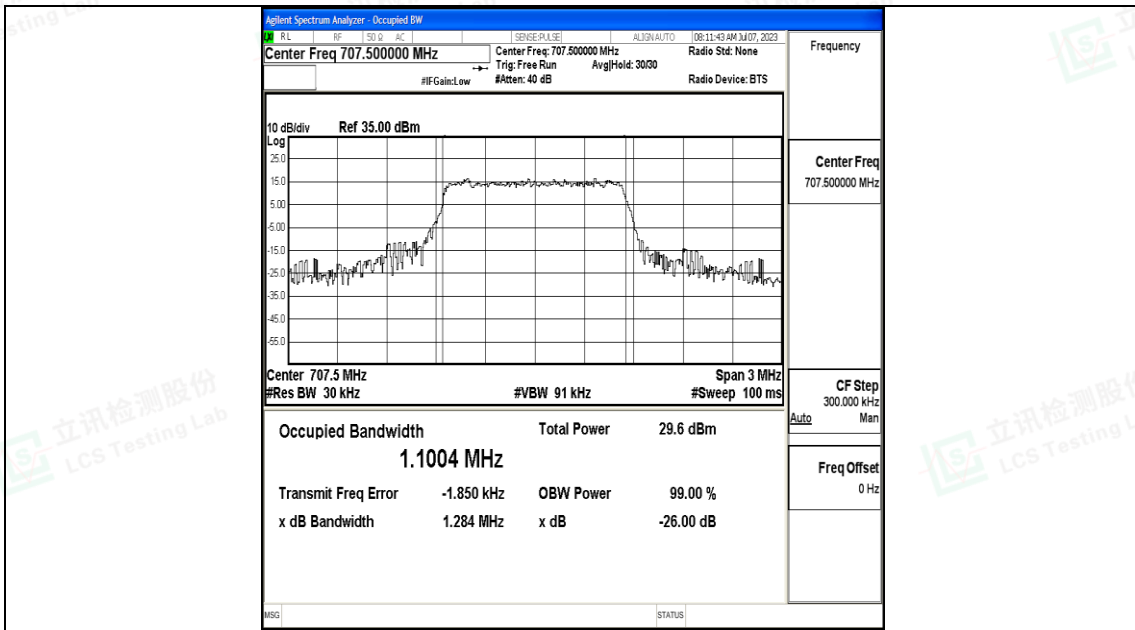 Agilent Spectrum Analyzer - Occupied BW
RL RF 50 Ω AC SENSE:PULSE ALIGN AUTO 08:11:43 AM Jul 07, 2023
Center Freq 707.500000 MHz
Center Freq: 707.500000 MHz Radio Std: None
Trig: Free Run Avg|Hold: 30/30
#IFGain:Low #Atten: 40 dB Radio Device: BTS
10 dB/div Ref 35.00 dBm
Log
25.0
15.0
5.00
-5.00
-15.0
-25.0
-35.0
-45.0
-55.0
Center 707.5 MHz Span 3 MHz
#Res BW 30 kHz #VBW 91 kHz #Sweep 100 ms
Occupied Bandwidth Total Power 29.6 dBm
1.1004 MHz
Transmit Freq Error -1.850 kHz OBW Power 99.00 %
x dB Bandwidth 1.284 MHz x dB -26.00 dB
MSG STATUS
Frequency
Center Freq
707.500000 MHz
CF Step
300.000 kHz
Auto Man
Freq Offset
0 Hz
立讯检测股份
LCS Testing Lab
立讯检测股份
LCS Testing L